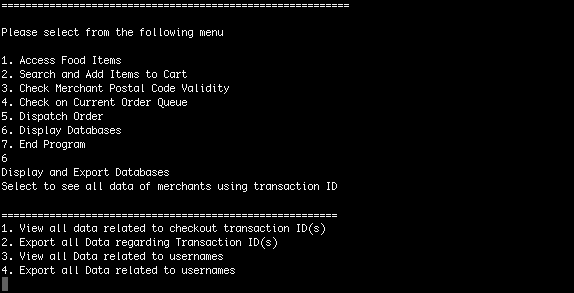 ==========================================================
Please select from the following menu
1. Access Food Items
2. Search and Add Items to Cart
3. Check Merchant Postal Code Validity
4. Check on Current Order Queue
5. Dispatch Order
6. Display Databases
7. End Program
6
Display and Export Databases
Select to see all data of merchants using transaction ID
========================================================
1. View all data related to checkout transaction ID(s)
2. Export all Data regarding Transaction ID(s)
3. View all Data related to usernames
4. Export all Data related to usernames